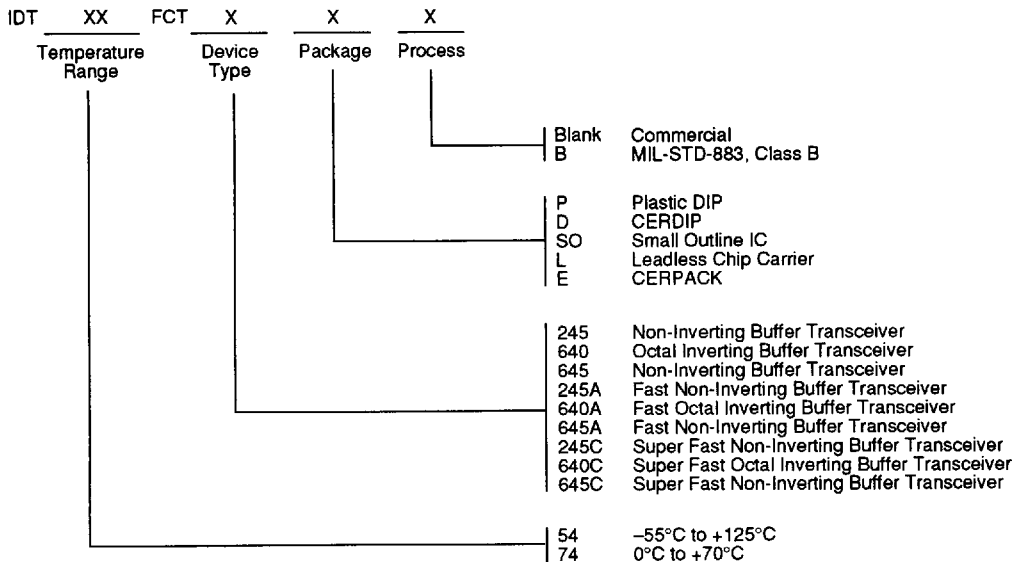 IDT XX FCT X X X
Temperature Range Device Type Package Process
Blank Commercial
B MIL-STD-883, Class B
P Plastic DIP
D CERDIP
SO Small Outline IC
L Leadless Chip Carrier
E CERPACK
245 Non-Inverting Buffer Transceiver
640 Octal Inverting Buffer Transceiver
645 Non-Inverting Buffer Transceiver
245A Fast Non-Inverting Buffer Transceiver
640A Fast Octal Inverting Buffer Transceiver
645A Fast Non-Inverting Buffer Transceiver
245C Super Fast Non-Inverting Buffer Transceiver
640C Super Fast Octal Inverting Buffer Transceiver
645C Super Fast Non-Inverting Buffer Transceiver
54 –55°C to +125°C
74 0°C to +70°C